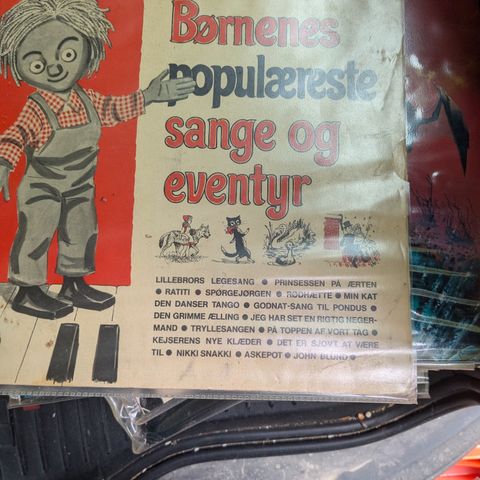 Børnenes
populæreste
sange og
eventyr
LILLEBRORS LEGESANG ● PRINSESSEN PÅ ÆRTEN
● RATITI ● SPØRGEJØRGEN ● RØDHÆTTE ● MIN KAT
DEN DANSER TANGO ● GODNAT-SANG TIL PONDUS ●
DEN GRIMME ÆLLING ● JEG HAR SET EN RIGTIG NEGER-
MAND ● TRYLLESANGEN ● PÅ TOPPEN AF VORT TAG ●
KEJSERENS NYE KLÆDER ● DET ER SJOVT AT VÆRE
TIL ● NIKKI SNAKKI ● ASKEPOT ● JOHN BLUND ●